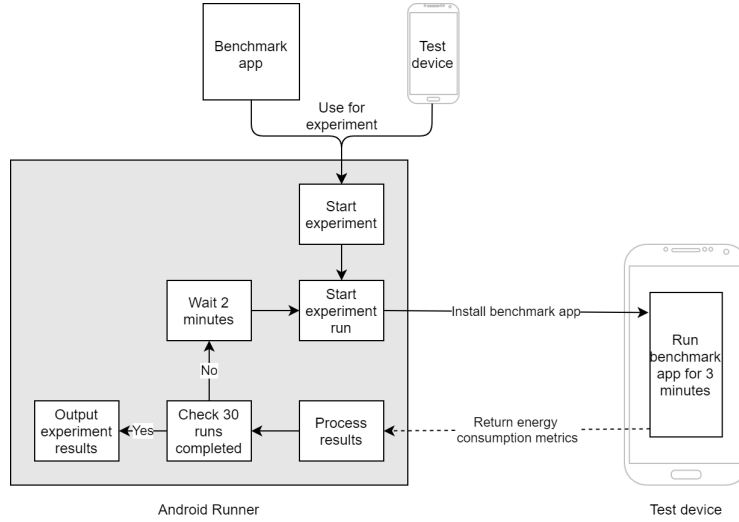 Benchmark
app
Test
device
Use for
experiment
Start
experiment
Wait 2
minutes
Start
experiment
run
Install benchmark app
Run
benchmark
app for 3
minutes
No
Output
experiment
results
Yes
Check 30
runs
completed
Process
results
Return energy
consumption metrics
Android Runner
Test device